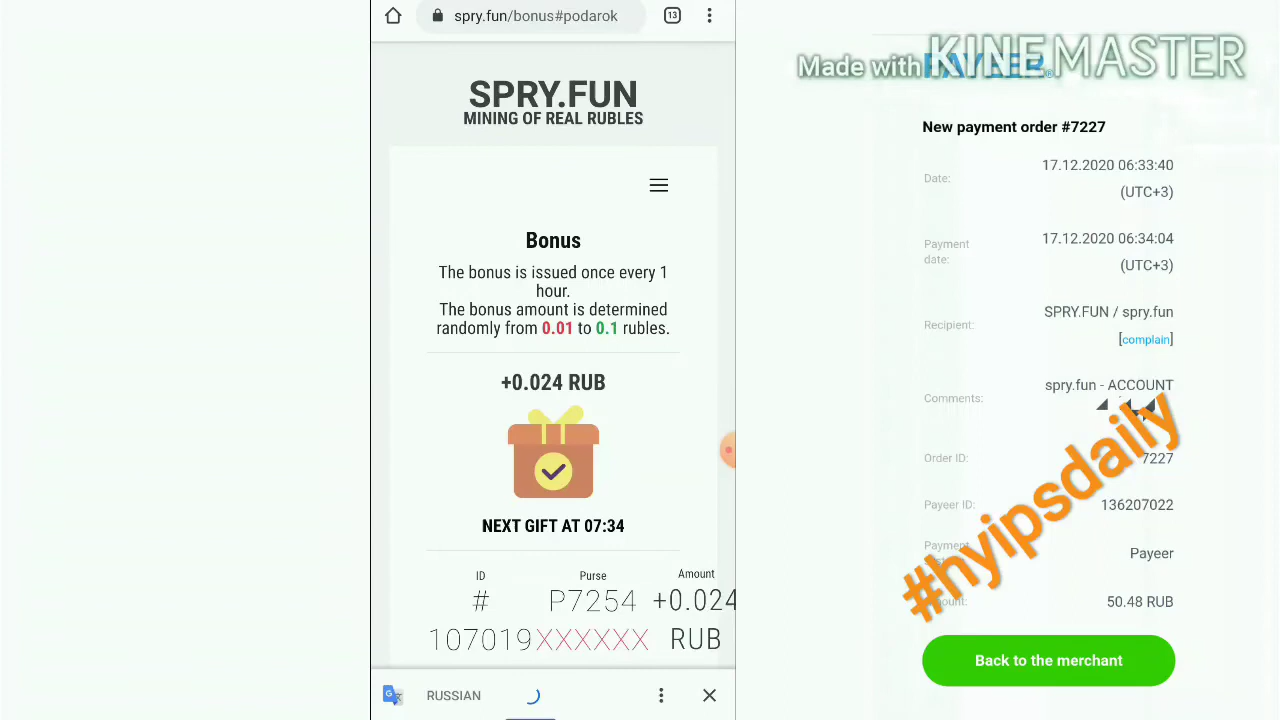 spry.fun/bonus#podarok
13
SPRY.FUN
MINING OF REAL RUBLES
Bonus
The bonus is issued once every 1
hour.
The bonus amount is determined
randomly from 0.01 to 0.1 rubles.
+0.024 RUB
NEXT GIFT AT 07:34
ID Purse Amount
# P7254 +0.024
107019XXXXXX RUB
RUSSIAN
Made with KINEMASTER
PAYEER
New payment order #7227
Date: 17.12.2020 06:33:40
(UTC+3)
Payment
date: 17.12.2020 06:34:04
(UTC+3)
Recipient: SPRY.FUN / spry.fun
[complain]
Comments: spry.fun - ACCOUNT
Order ID: 7227
Payeer ID: 136207022
Payment
Payeer
50.48 RUB
#hyipsdaily
Back to the merchant